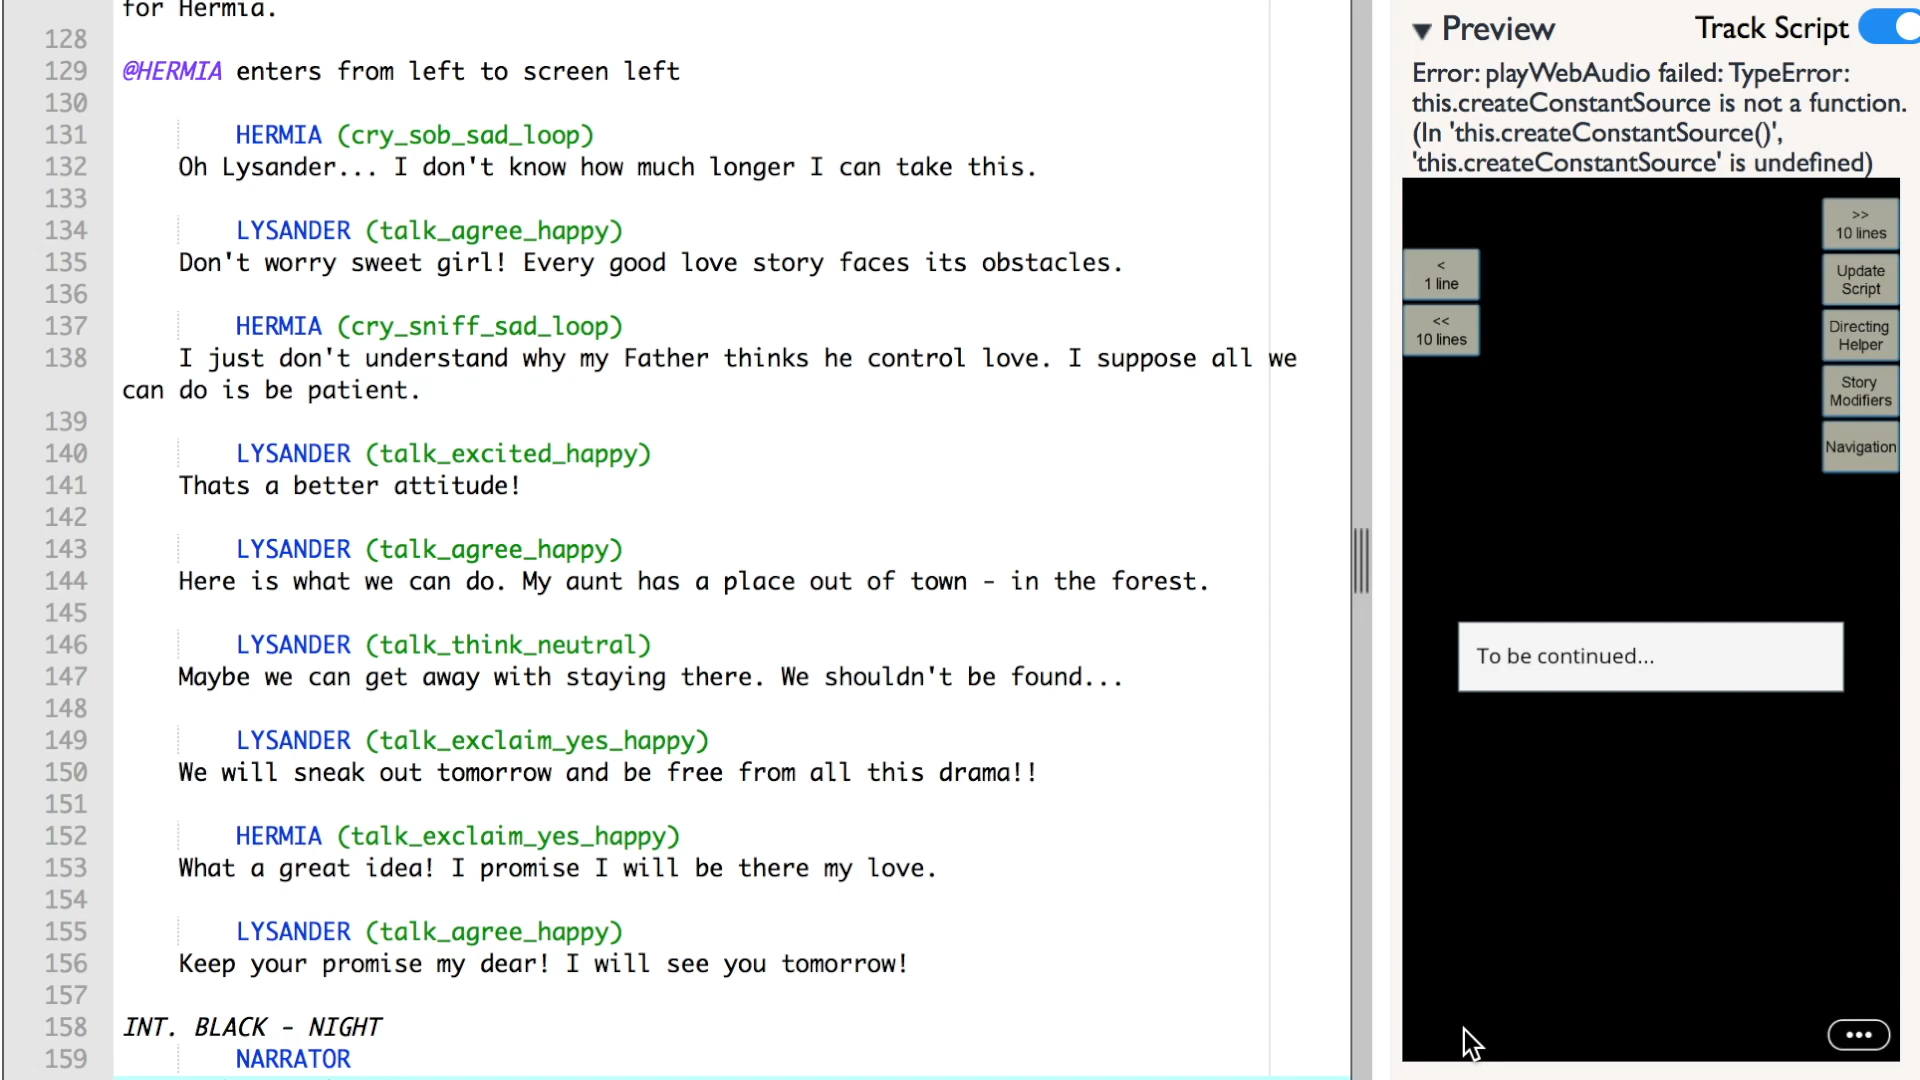 for Hermia.
128
129 @HERMIA enters from left to screen left
130
131 HERMIA (cry_sob_sad_loop)
132 Oh Lysander... I don't know how much longer I can take this.
133
134 LYSANDER (talk_agree_happy)
135 Don't worry sweet girl! Every good love story faces its obstacles.
136
137 HERMIA (cry_sniff_sad_loop)
138 I just don't understand why my Father thinks he control love. I suppose all we
can do is be patient.
139
140 LYSANDER (talk_excited_happy)
141 Thats a better attitude!
142
143 LYSANDER (talk_agree_happy)
144 Here is what we can do. My aunt has a place out of town - in the forest.
145
146 LYSANDER (talk_think_neutral)
147 Maybe we can get away with staying there. We shouldn't be found...
148
149 LYSANDER (talk_exclaim_yes_happy)
150 We will sneak out tomorrow and be free from all this drama!!
151
152 HERMIA (talk_exclaim_yes_happy)
153 What a great idea! I promise I will be there my love.
154
155 LYSANDER (talk_agree_happy)
156 Keep your promise my dear! I will see you tomorrow!
157
158 INT. BLACK - NIGHT
159 NARRATOR
▼ Preview Track Script
Error: playWebAudio failed: TypeError:
this.createConstantSource is not a function.
(In 'this.createConstantSource()',
'this.createConstantSource' is undefined)
<
1 line
<<
10 lines
>>
10 lines
Update
Script
Directing
Helper
Story
Modifiers
Navigation
To be continued...